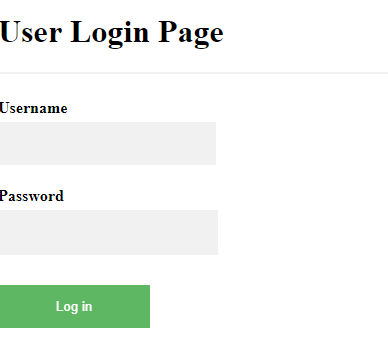 User Login Page
Username
Password
Log in